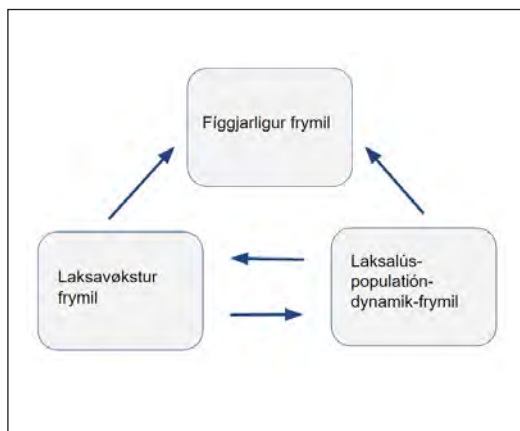 Fíggjarligur frymil
Laksavøkstur
frymil
Laksalús-
populatión-
dynamik-frymil